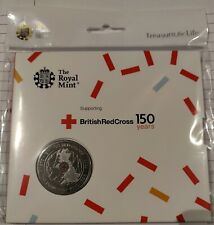 Treasure for Life
The
Royal
Mint®
Supporting
BritishRedCross
150
years